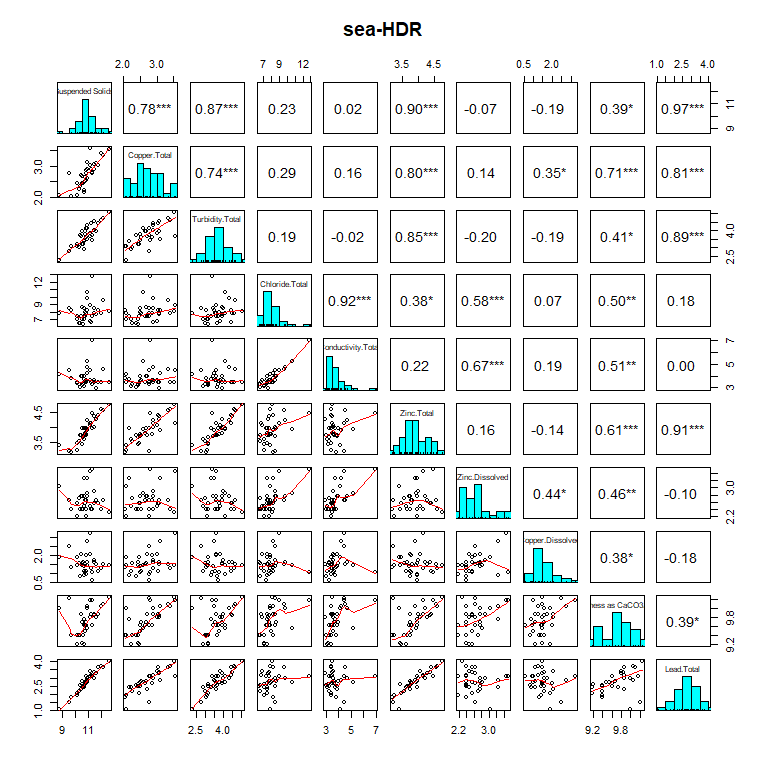 sea-HDR
2.0 3.0 7 9 12 3.5 4.5 0.5 2.0 1.0 2.5 4.0
Suspended Solids 0.78*** 0.87*** 0.23 0.02 0.90*** -0.07 -0.19 0.39* 0.97*** 9 11
2.0 3.0 Copper.Total 0.74*** 0.29 0.16 0.80*** 0.14 0.35* 0.71*** 0.81***
Turbidity.Total 0.19 -0.02 0.85*** -0.20 -0.19 0.41* 0.89*** 2.5 4.0
7 9 12 Chloride.Total 0.92*** 0.38* 0.58*** 0.07 0.50** 0.18
onductivity.Tota 0.22 0.67*** 0.19 0.51** 0.00 3 5 7
3.5 4.5 Zinc.Total 0.16 -0.14 0.61*** 0.91***
Zinc.Dissolved 0.44* 0.46** -0.10 2.2 3.0
0.5 2.0 opper.Dissolve 0.38* -0.18
ness as CaCO3 0.39* 9.2 9.8
1.0 2.5 4.0 Lead.Total
9 11 2.5 4.0 3 5 7 2.2 3.0 9.2 9.8